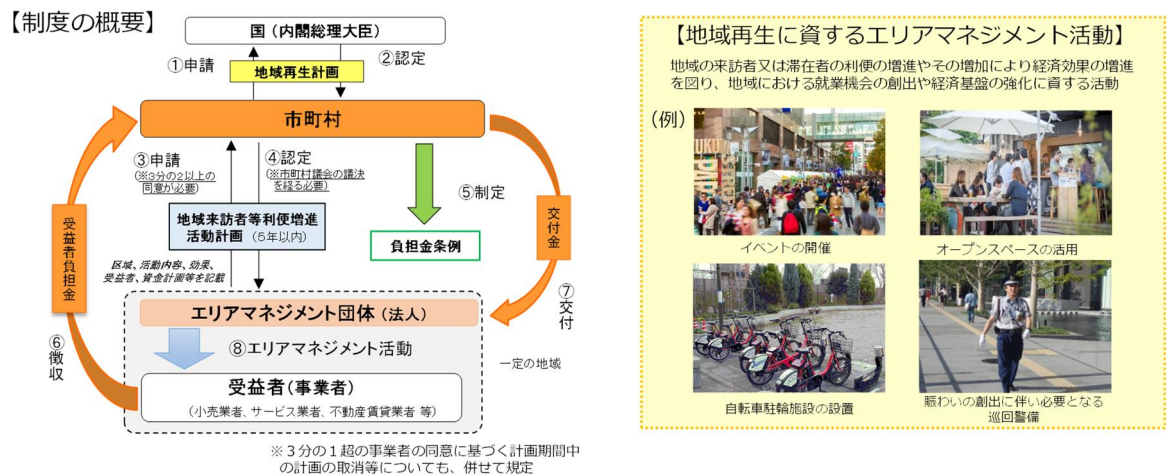 【制度の概要】
国（内閣総理大臣）
①申請
②認定
地域再生計画
市町村
③申請
（※3分の2以上の
同意が必要）
④認定
（※市町村議会の議決
を経る必要）
⑤制定
地域来訪者等利便増進
活動計画（5年以内）
負担金条例
受益者負担金
交付金
区域、活動内容、効果、
受益者、資金計画等を記載
⑦交付
エリアマネジメント団体（法人）
⑥徴収
⑧エリアマネジメント活動
一定の地域
受益者（事業者）
（小売業者、サービス業者、不動産賃貸業者 等）
※３分の１超の事業者の同意に基づく計画期間中
の計画の取消等についても、併せて規定
【地域再生に資するエリアマネジメント活動】
地域の来訪者又は滞在者の利便の増進やその増加により経済効果の増進
を図り、地域における就業機会の創出や経済基盤の強化に資する活動
（例）
イベントの開催
オープンスペースの活用
自転車駐輪施設の設置
賑わいの創出に伴い必要となる
巡回警備